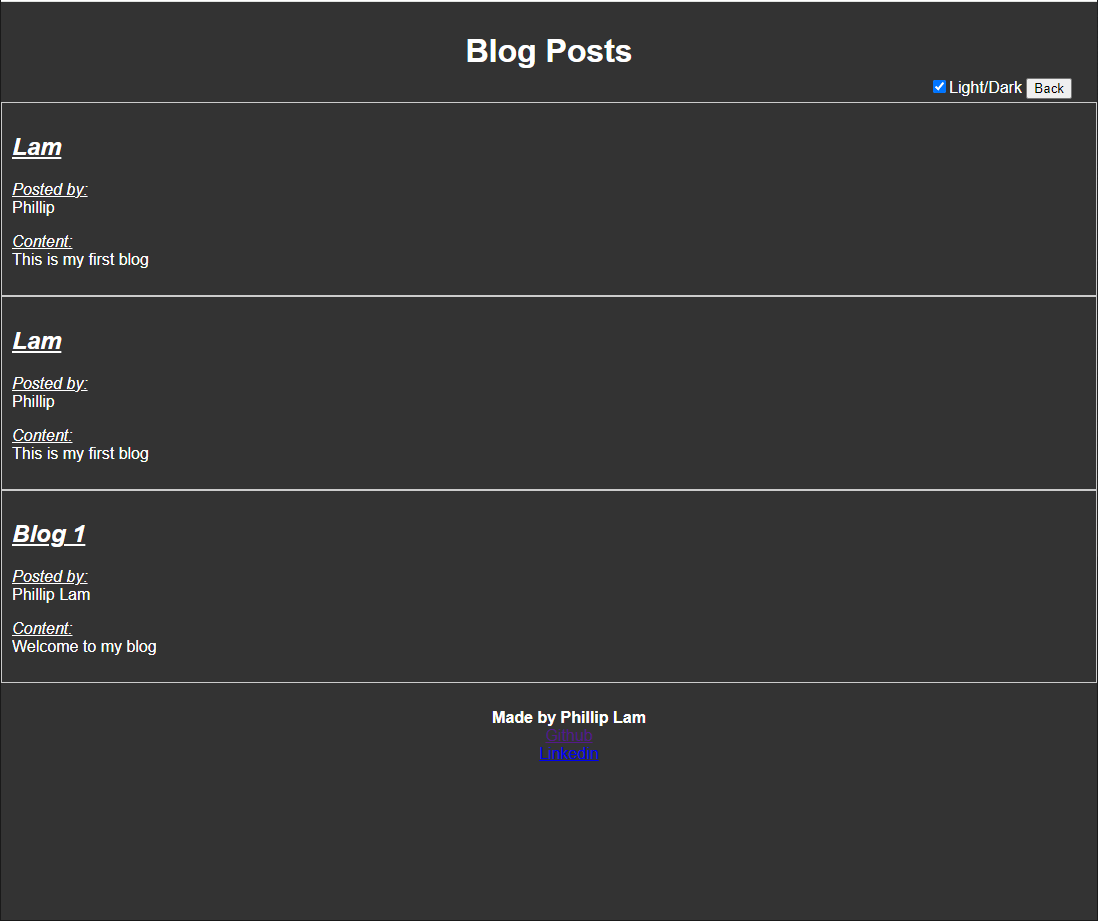 Blog Posts
Light/Dark Back
Lam
Posted by:
Phillip
Content:
This is my first blog
Lam
Posted by:
Phillip
Content:
This is my first blog
Blog 1
Posted by:
Phillip Lam
Content:
Welcome to my blog
Made by Phillip Lam
GitHub
Linkedin